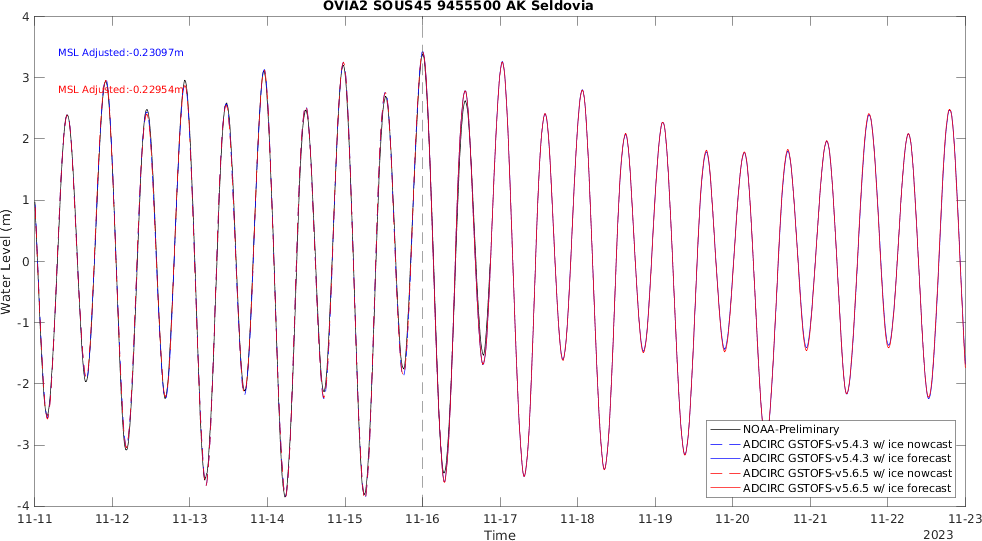 OVIA2 SOUS45 9455500 AK Seldovia
MSL Adjusted:-0.23097m
MSL Adjusted:-0.22954m
Water Level (m)
4
3
2
1
0
-1
-2
-3
-4
NOAA-Preliminary
ADCIRC GSTOFS-v5.4.3 w/ ice nowcast
ADCIRC GSTOFS-v5.4.3 w/ ice forecast
ADCIRC GSTOFS-v5.6.5 w/ ice nowcast
ADCIRC GSTOFS-v5.6.5 w/ ice forecast
11-11 11-12 11-13 11-14 11-15 11-16 11-17 11-18 11-19 11-20 11-21 11-22 11-23
Time
2023